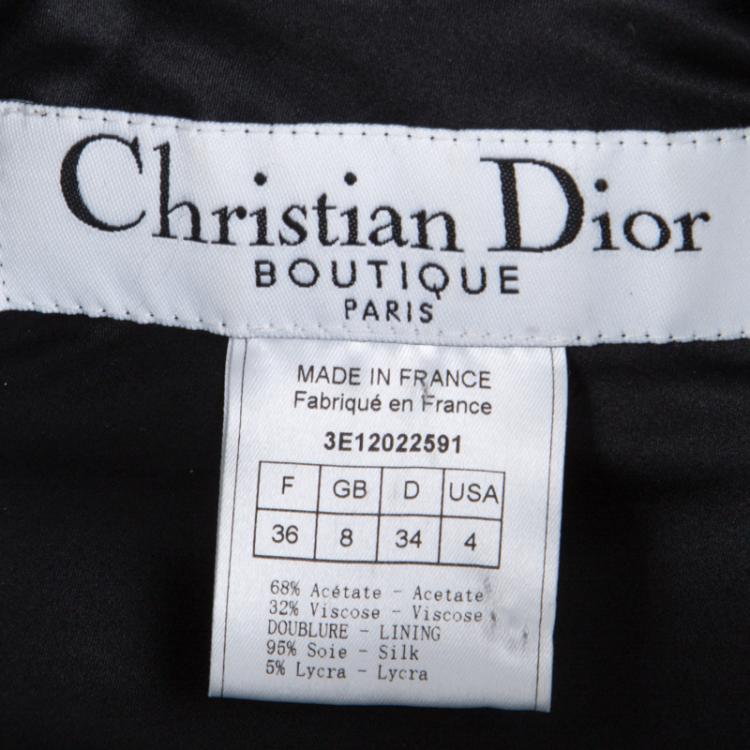 Christian Dior
BOUTIQUE
PARIS
MADE IN FRANCE
Fabriqué en France
3E12022591
F GB D USA
36 8 34 4
68% Acétate - Acetate
32% Viscose - Viscose
DOUBLURE - LINING
95% Soie - Silk
5% Lycra - Lycra